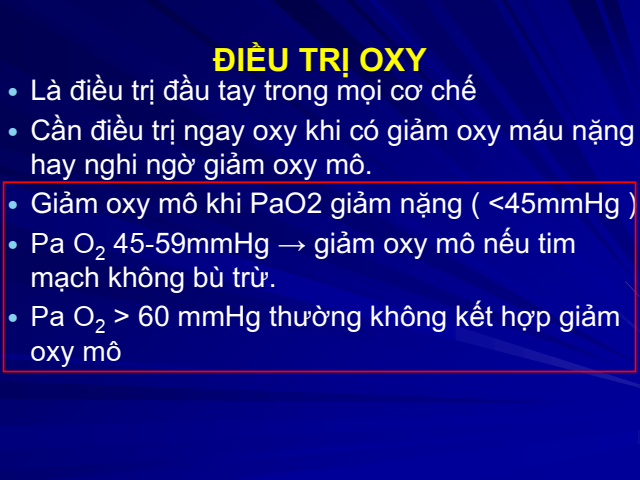 ĐIỀU TRỊ OXY
• Là điều trị đầu tay trong mọi cơ chế
• Cần điều trị ngay oxy khi có giảm oxy máu nặng
hay nghi ngờ giảm oxy mô.
• Giảm oxy mô khi PaO2 giảm nặng ( <45mmHg )
• Pa O₂ 45-59mmHg → giảm oxy mô nếu tim
mạch không bù trừ.
• Pa O₂ > 60 mmHg thường không kết hợp giảm
oxy mô